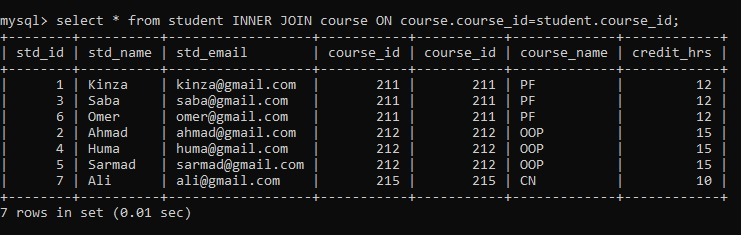 mysql> select * from student INNER JOIN course ON course.course_id=student.course_id;
+--------+----------+------------------+-----------+-----------+-------------+------------+
| std_id | std_name | std_email        | course_id | course_id | course_name | credit_hrs |
+--------+----------+------------------+-----------+-----------+-------------+------------+
|      1 | Kinza    | kinza@gmail.com  |       211 |       211 | PF          |         12 |
|      3 | Saba     | saba@gmail.com   |       211 |       211 | PF          |         12 |
|      6 | Omer     | omer@gmail.com   |       211 |       211 | PF          |         12 |
|      2 | Ahmad    | ahmad@gmail.com  |       212 |       212 | OOP         |         15 |
|      4 | Huma     | huma@gmail.com   |       212 |       212 | OOP         |         15 |
|      5 | Sarmad   | sarmad@gmail.com |       212 |       212 | OOP         |         15 |
|      7 | Ali      | ali@gmail.com    |       215 |       215 | CN          |         10 |
+--------+----------+------------------+-----------+-----------+-------------+------------+
7 rows in set (0.01 sec)